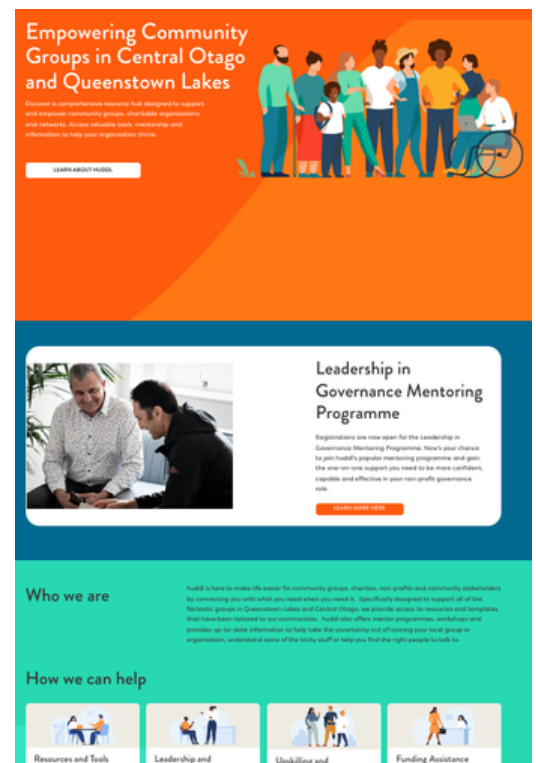 Empowering Community
Groups in Central Otago
and Queenstown Lakes
Discover a comprehensive resource hub designed to support
and empower community groups, charitable organisations
and networks. Access valuable tools, mentorship and
information to help your organisation thrive.
LEARN ABOUT HUDDL
Leadership in
Governance Mentoring
Programme
Registrations are now open for the Leadership in
Governance Mentoring Programme. Now's your chance
to join huddl's popular mentoring programme and gain
the one-on-one support you need to be more confident,
capable and effective in your non-profit governance
role.
LEARN MORE HERE
Who we are
huddl is here to make life easier for community groups, charities, non-profits and community stakeholders
by connecting you with what you need when you need it. Specifically designed to support all of the
fantastic groups in Queenstown Lakes and Central Otago, we provide access to resources and templates
that have been tailored to our communities. huddl also offers mentor programmes, workshops and
provides up-to-date information to help take the uncertainty out of running your local group or
organisation, understand some of the tricky stuff or help you find the right people to talk to.
How we can help
Resources and Tools
Leadership and
Upskilling and
Funding Assistance